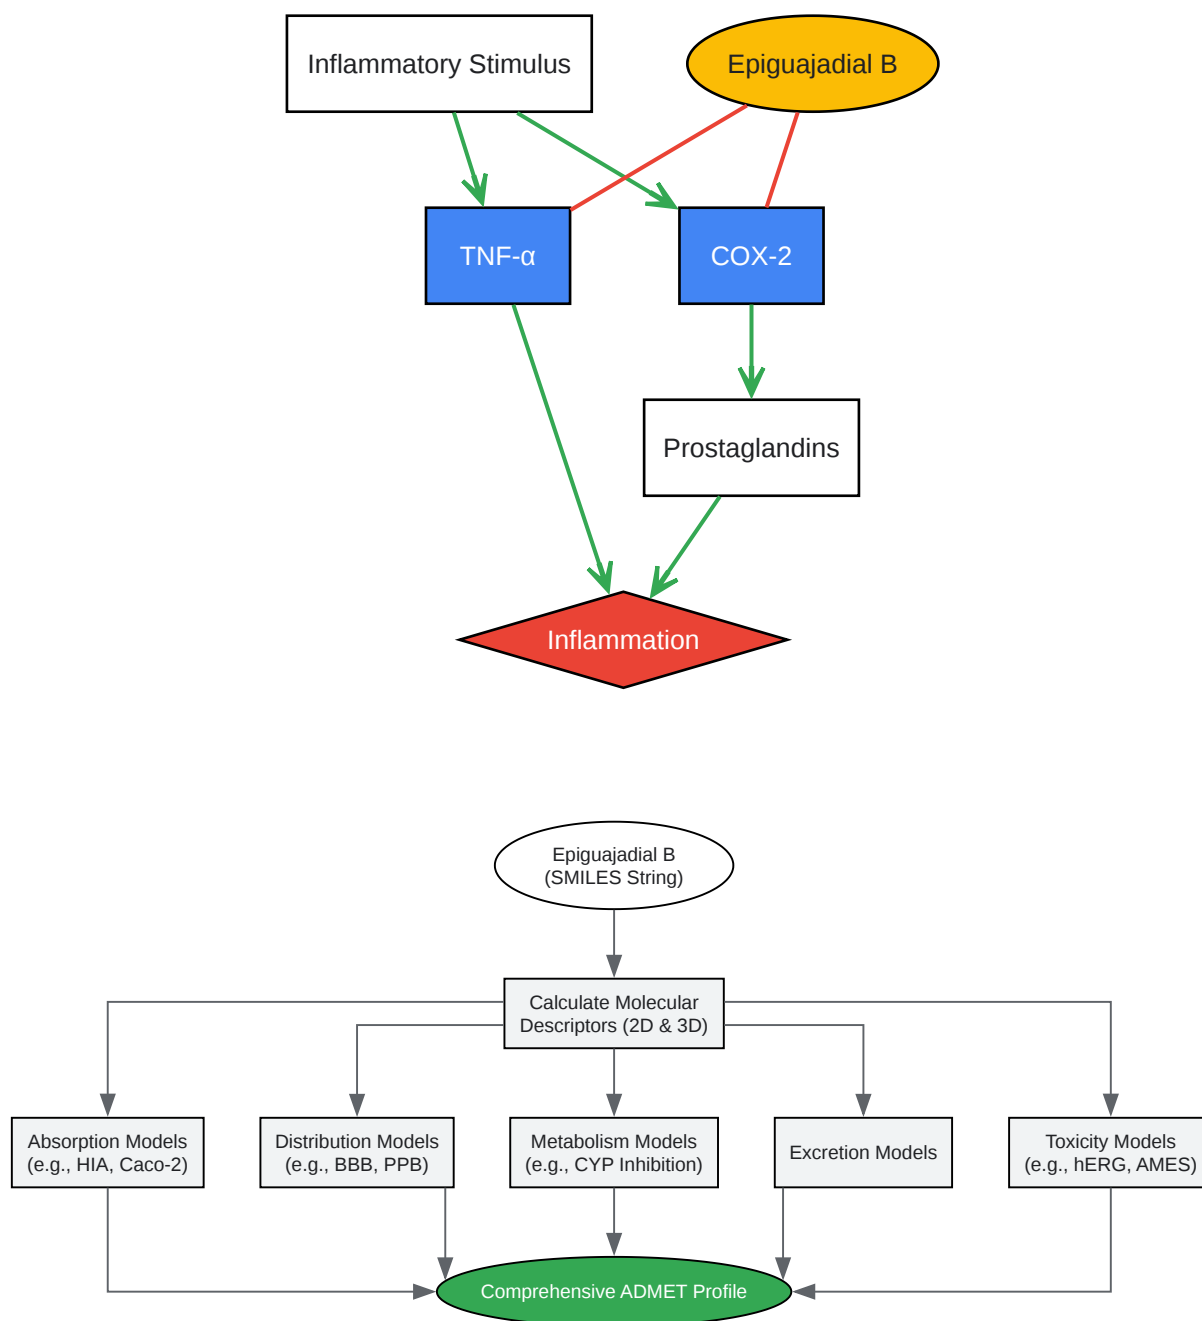 Inflammatory Stimulus
Epiguajadial B
TNF-α
COX-2
Prostaglandins
Inflammation
Epiguajadial B
(SMILES String)
Calculate Molecular
Descriptors (2D & 3D)
Absorption Models
(e.g., HIA, Caco-2)
Distribution Models
(e.g., BBB, PPB)
Metabolism Models
(e.g., CYP Inhibition)
Excretion Models
Toxicity Models
(e.g., hERG, AMES)
Comprehensive ADMET Profile